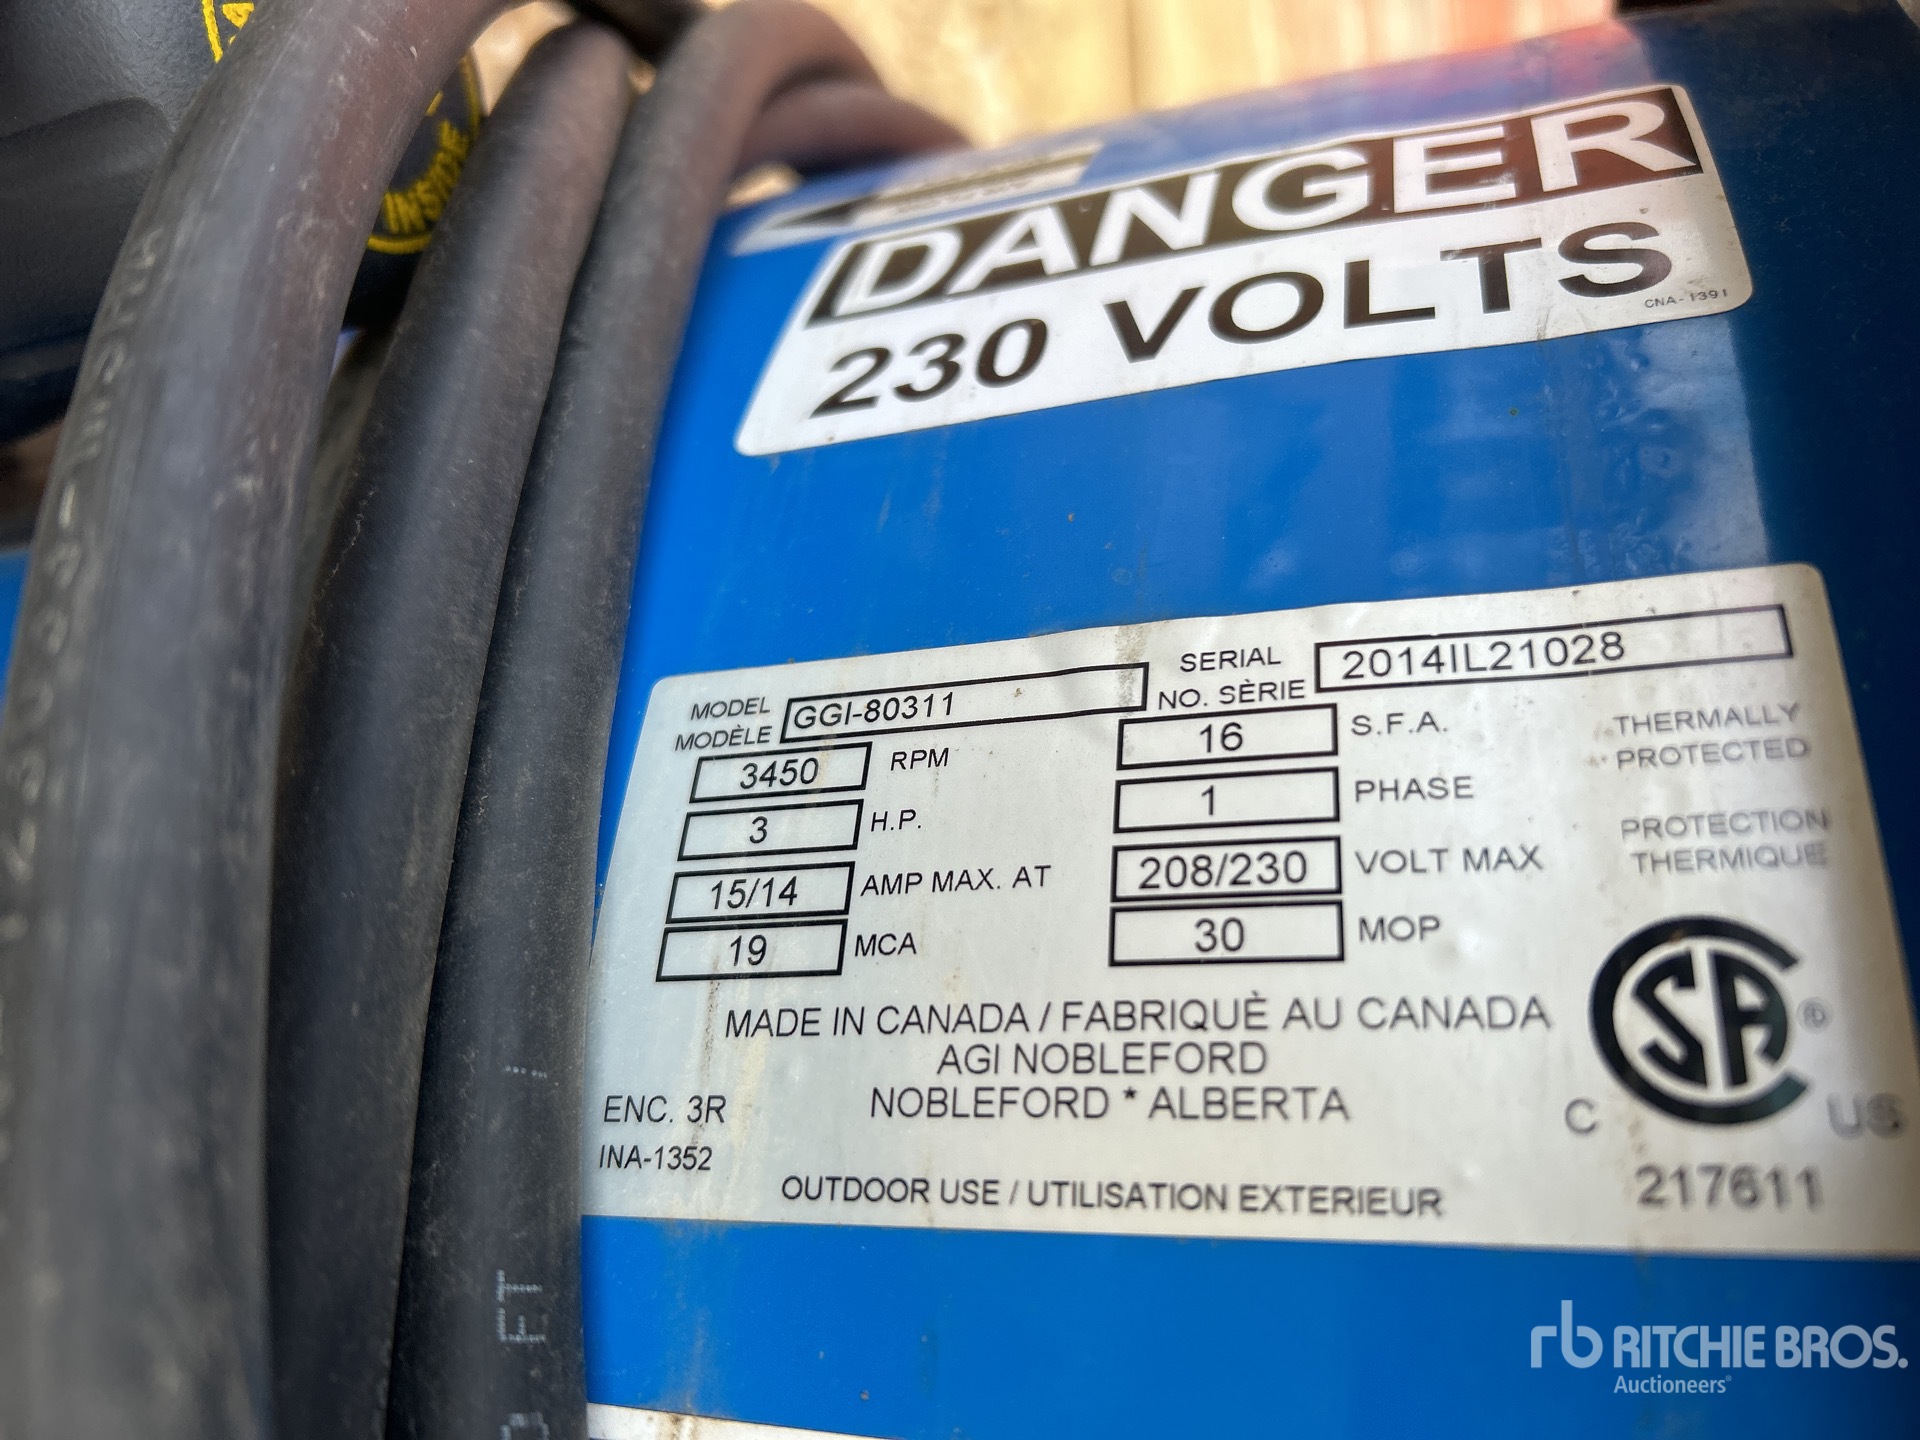 INSIDE
DANGER
230 VOLTS
CNA-1391
MODEL
MODÈLE
GGI-80311
SERIAL
NO. SÈRIE
2014IL21028
3450 RPM
16 S.F.A.
THERMALLY
PROTECTED
3 H.P.
1 PHASE
PROTECTION
THERMIQUE
15/14 AMP MAX. AT
208/230 VOLT MAX
19 MCA
30 MOP
MADE IN CANADA / FABRIQUÈ AU CANADA
AGI NOBLEFORD
NOBLEFORD * ALBERTA
ENC. 3R
INA-1352
OUTDOOR USE / UTILISATION EXTERIEUR
CSA®
C US
217611
rb RITCHIE BROS.
Auctioneers®